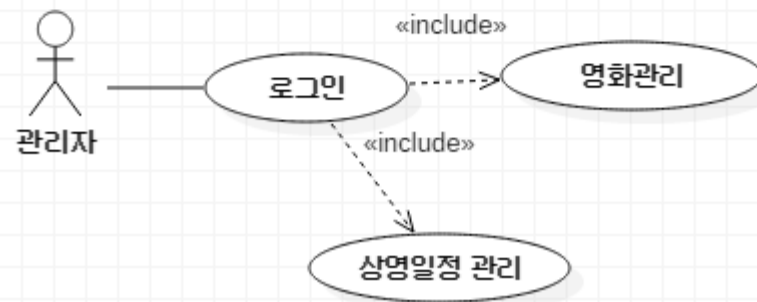 «include»
로그인
영화관리
관리자
«include»
상영일정 관리